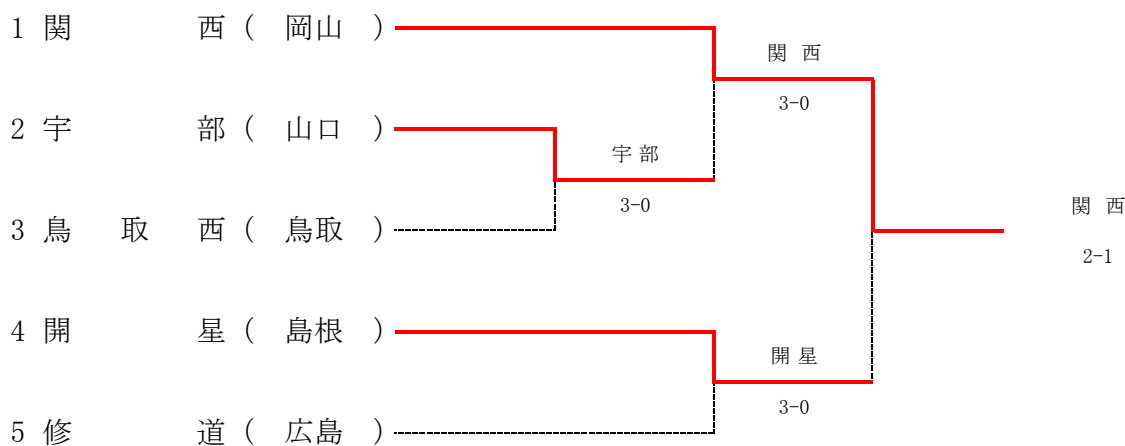 1 関 西 ( 岡山 )
関 西
3-0
2 宇 部 ( 山口 )
宇 部
3-0
3 鳥 取 西 ( 鳥取 )
関 西
2-1
4 開 星 ( 島根 )
開 星
3-0
5 修 道 ( 広島 )